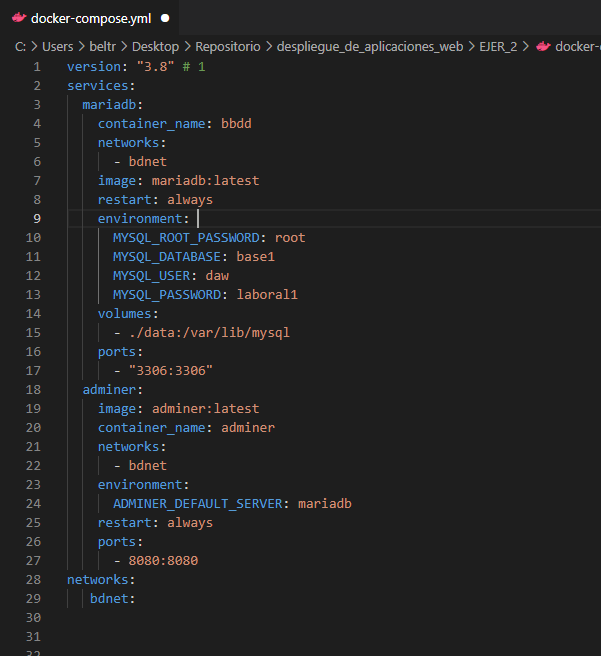 docker-compose.yml
C: > Users > beltr > Desktop > Repositorio > despliegue_de_aplicaciones_web > EJER_2 > docker-
1 version: "3.8" # 1
2 services:
3   mariadb:
4     container_name: bbdd
5     networks:
6       - bdnet
7     image: mariadb:latest
8     restart: always
9     environment:
10       MYSQL_ROOT_PASSWORD: root
11       MYSQL_DATABASE: base1
12       MYSQL_USER: daw
13       MYSQL_PASSWORD: laboral1
14     volumes:
15       - ./data:/var/lib/mysql
16     ports:
17       - "3306:3306"
18   adminer:
19     image: adminer:latest
20     container_name: adminer
21     networks:
22       - bdnet
23     environment:
24       ADMINER_DEFAULT_SERVER: mariadb
25     restart: always
26     ports:
27       - 8080:8080
28 networks:
29    bdnet:
30
31